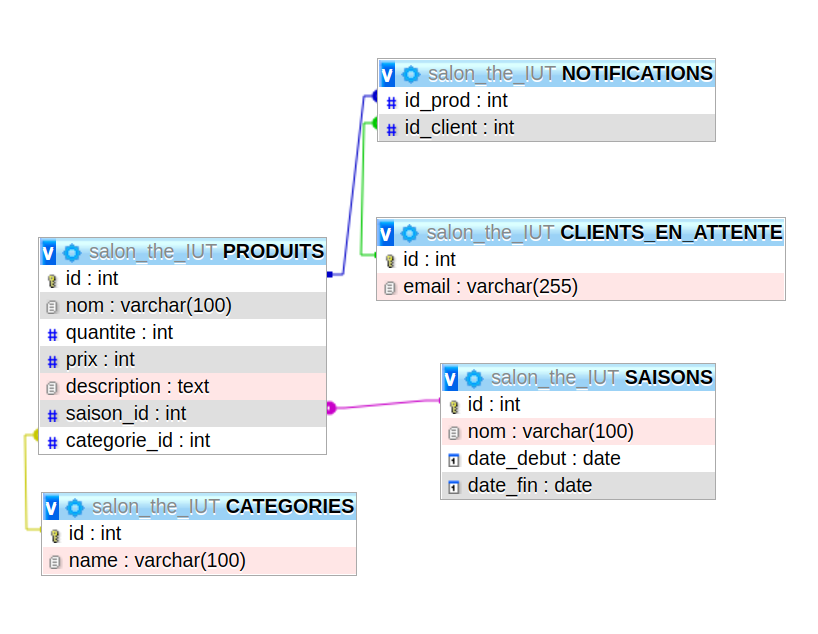 salon_the_IUT NOTIFICATIONS
id_prod : int
id_client : int
salon_the_IUT CLIENTS_EN_ATTENTE
id : int
email : varchar(255)
salon_the_IUT PRODUITS
id : int
nom : varchar(100)
quantite : int
prix : int
description : text
saison_id : int
categorie_id : int
salon_the_IUT SAISONS
id : int
nom : varchar(100)
date_debut : date
date_fin : date
salon_the_IUT CATEGORIES
id : int
name : varchar(100)